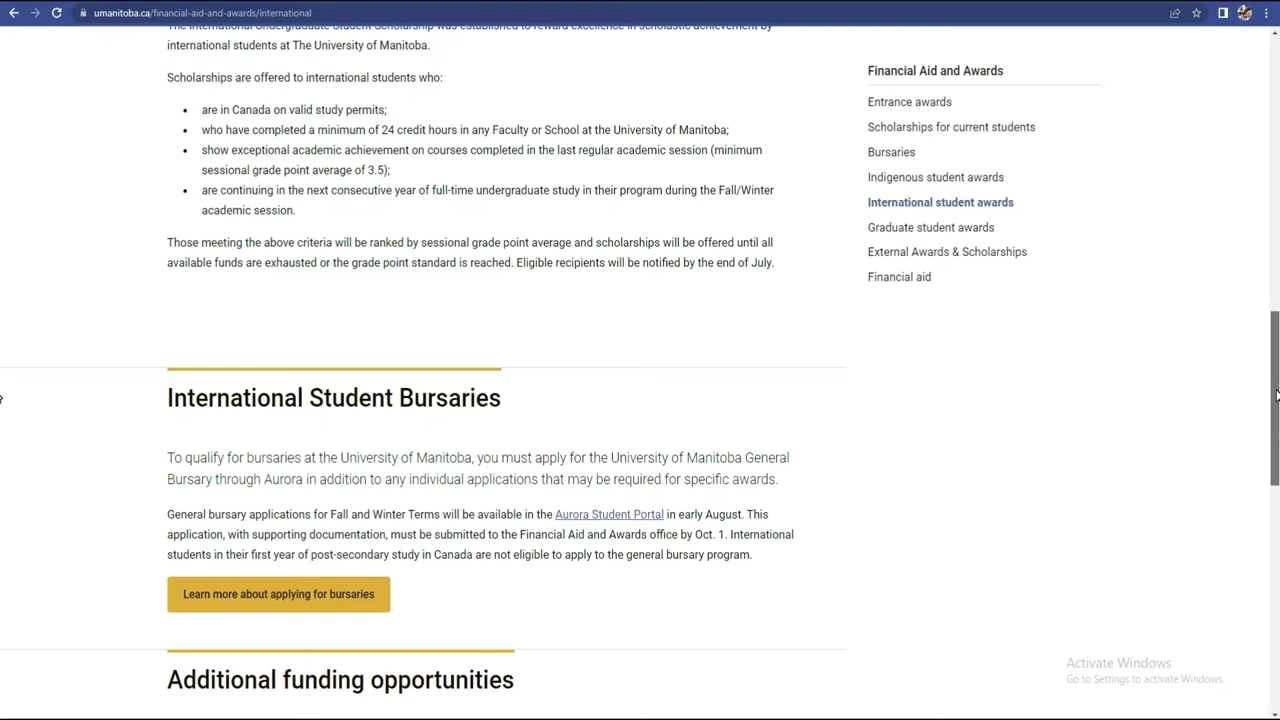 umanitoba.ca/financial-aid-and-awards/international
The International Undergraduate Student Scholarship was established to reward excellence in scholastic achievement by
international students at The University of Manitoba.
Scholarships are offered to international students who:
are in Canada on valid study permits;
who have completed a minimum of 24 credit hours in any Faculty or School at the University of Manitoba;
show exceptional academic achievement on courses completed in the last regular academic session (minimum
sessional grade point average of 3.5);
are continuing in the next consecutive year of full-time undergraduate study in their program during the Fall/Winter
academic session.
Those meeting the above criteria will be ranked by sessional grade point average and scholarships will be offered until all
available funds are exhausted or the grade point standard is reached. Eligible recipients will be notified by the end of July.
Financial Aid and Awards
Entrance awards
Scholarships for current students
Bursaries
Indigenous student awards
International student awards
Graduate student awards
External Awards & Scholarships
Financial aid
International Student Bursaries
To qualify for bursaries at the University of Manitoba, you must apply for the University of Manitoba General
Bursary through Aurora in addition to any individual applications that may be required for specific awards.
General bursary applications for Fall and Winter Terms will be available in the Aurora Student Portal in early August. This
application, with supporting documentation, must be submitted to the Financial Aid and Awards office by Oct. 1. International
students in their first year of post-secondary study in Canada are not eligible to apply to the general bursary program.
Learn more about applying for bursaries
Additional funding opportunities
Activate Windows
Go to Settings to activate Windows.